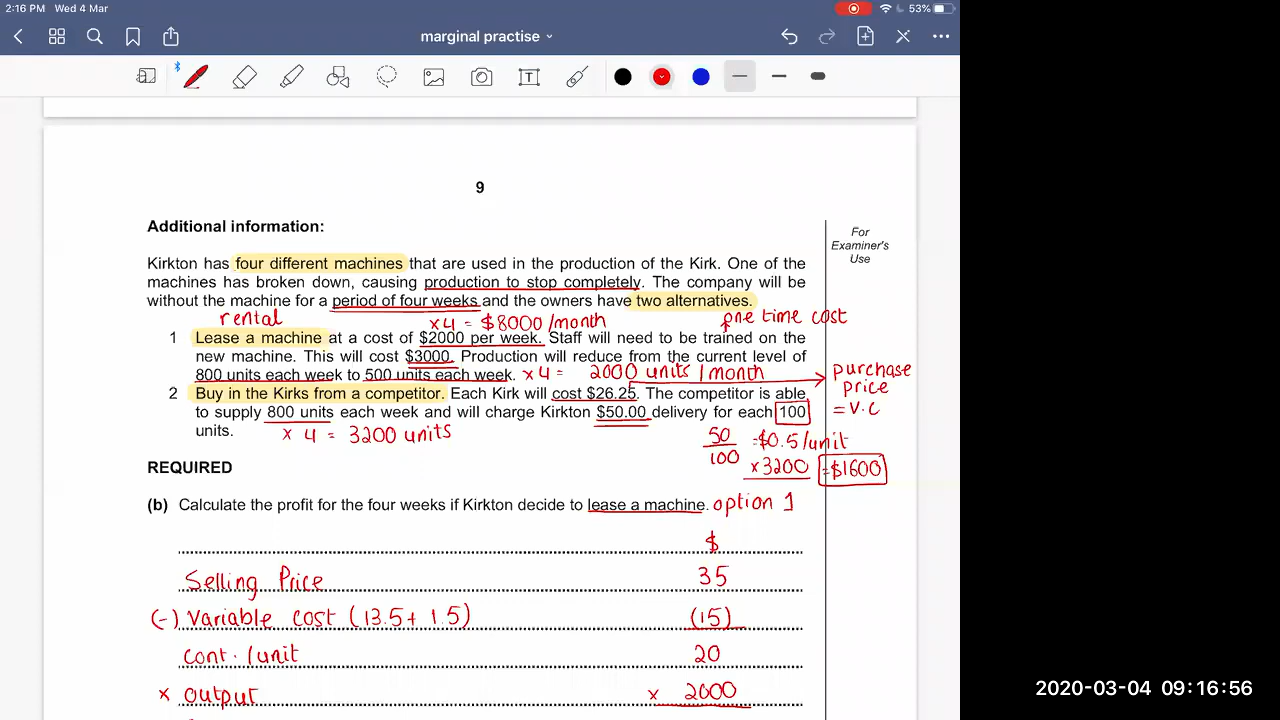 2:16 PM Wed 4 Mar
53%
marginal practise
T
9
Additional information:
For
Examiner's
Use
Kirkton has four different machines that are used in the production of the Kirk. One of the
machines has broken down, causing production to stop completely. The company will be
without the machine for a period of four weeks and the owners have two alternatives.
rental
x4 = $8000/month
one time cost
1 Lease a machine at a cost of $2000 per week. Staff will need to be trained on the
new machine. This will cost $3000. Production will reduce from the current level of
800 units each week to 500 units each week. x4 = 2000 units/month
purchase
price
= V.C
2 Buy in the Kirks from a competitor. Each Kirk will cost $26.25. The competitor is able
to supply 800 units each week and will charge Kirkton $50.00 delivery for each 100
units.
x 4 = 3200 units
50
100
= $0.5/unit
x 3200 = $1600
REQUIRED
(b) Calculate the profit for the four weeks if Kirkton decide to lease a machine. option 1
$
Selling Price 35
(-) Variable cost (13.5+ 1.5) (15)
cont. /unit 20
x output x 2000
2020-03-04 09:16:56